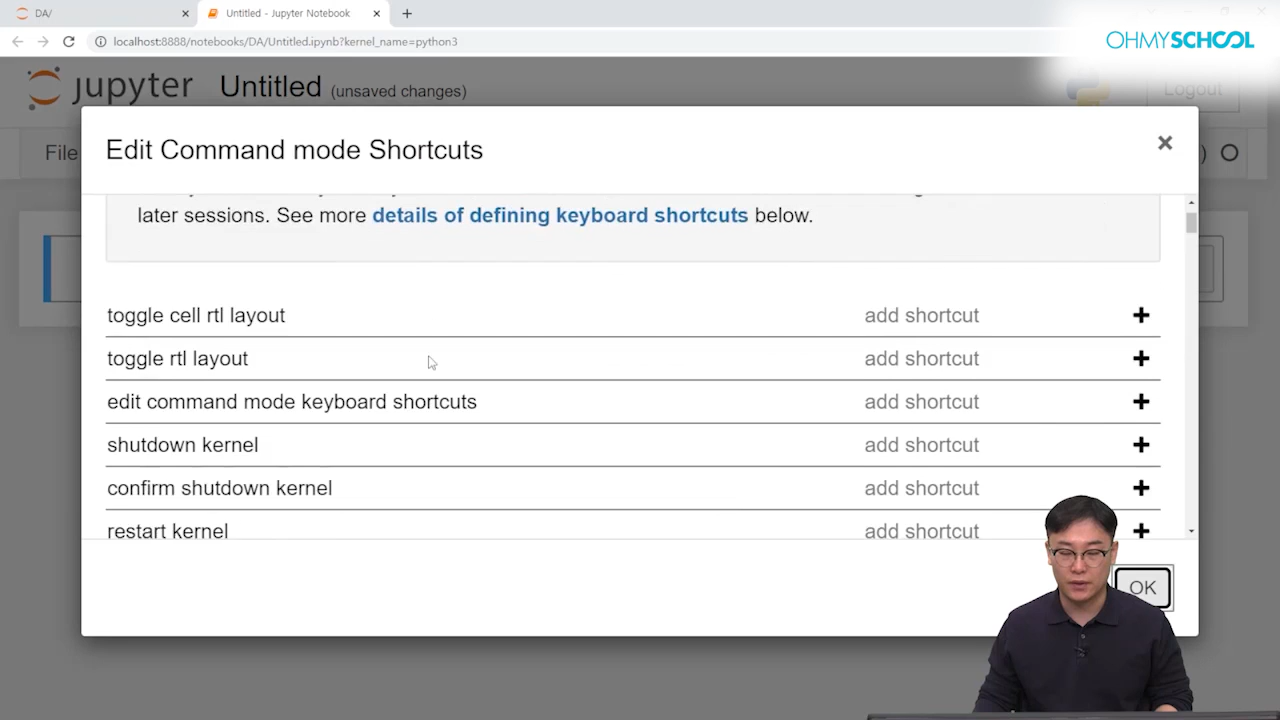 DA/
Untitled - Jupyter Notebook
localhost:8888/notebooks/DA/Untitled.ipynb?kernel_name=python3
OHMYSCHOOL
jupyter Untitled (unsaved changes)
Logout
File
Edit Command mode Shortcuts
later sessions. See more details of defining keyboard shortcuts below.
toggle cell rtl layout add shortcut
toggle rtl layout add shortcut
edit command mode keyboard shortcuts add shortcut
shutdown kernel add shortcut
confirm shutdown kernel add shortcut
restart kernel add shortcut
OK